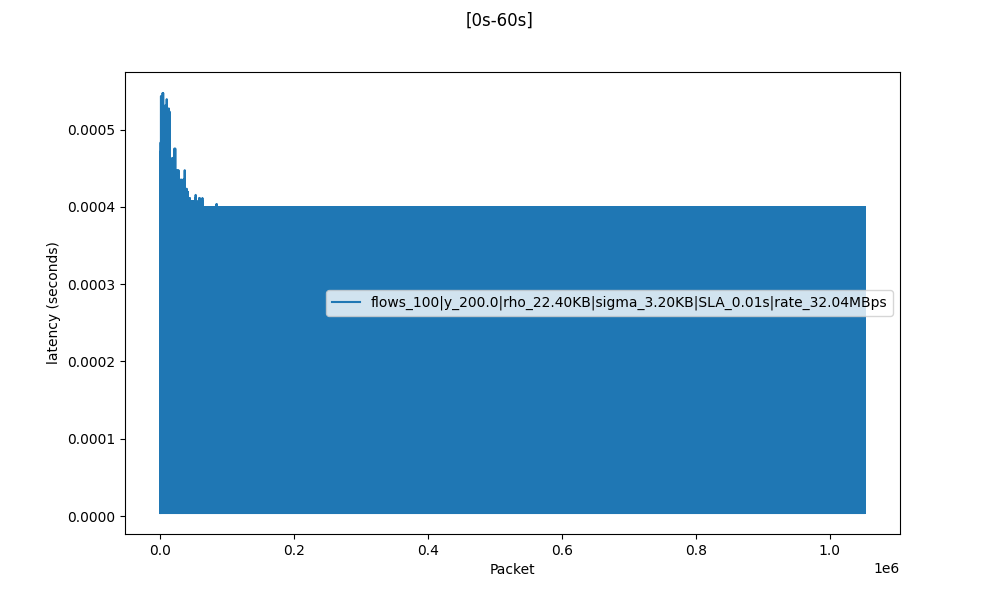 [0s-60s]
latency (seconds)
0.0005
0.0004
0.0003
0.0002
0.0001
0.0000
flows_100|y_200.0|rho_22.40KB|sigma_3.20KB|SLA_0.01s|rate_32.04MBps
0.0 0.2 0.4 0.6 0.8 1.0
1e6
Packet